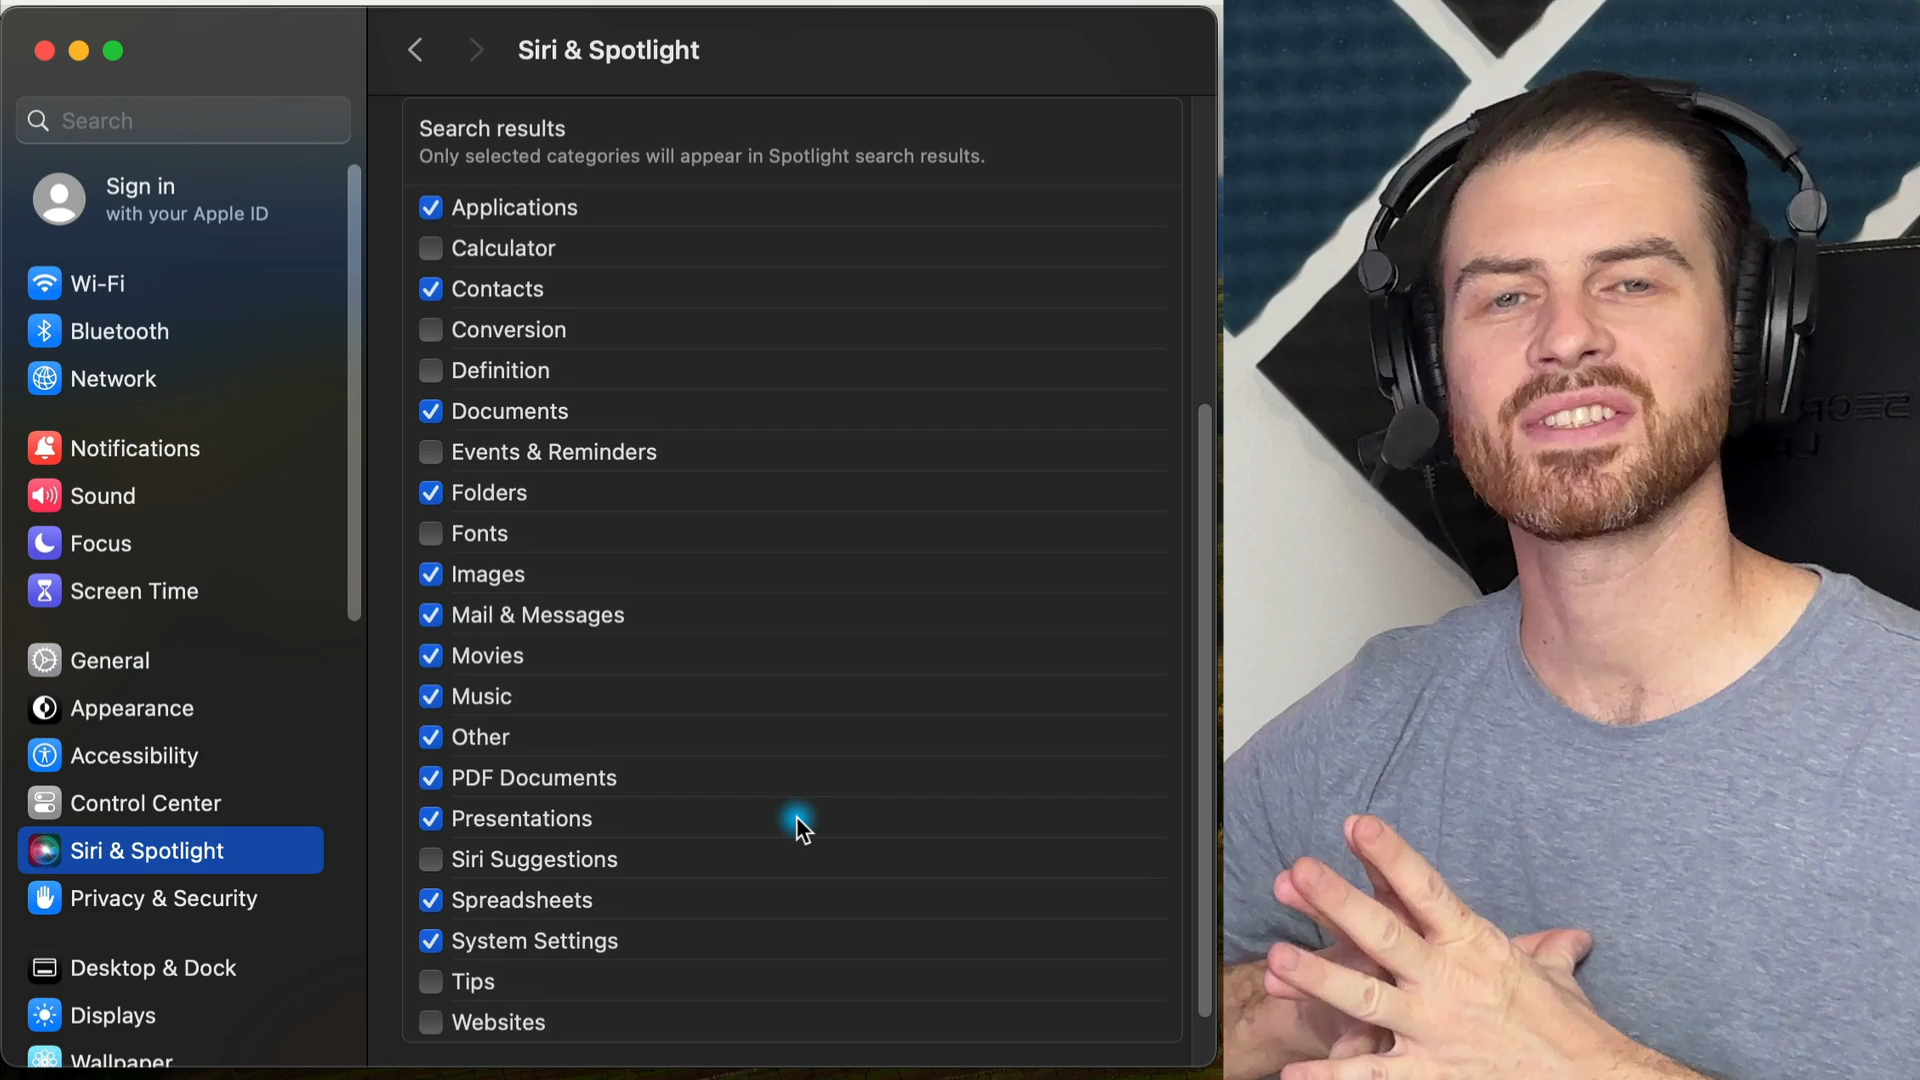 Siri & Spotlight
Search
Sign in
with your Apple ID
Wi-Fi
Bluetooth
Network
Notifications
Sound
Focus
Screen Time
General
Appearance
Accessibility
Control Center
Siri & Spotlight
Privacy & Security
Desktop & Dock
Displays
Wallpaper
Search results
Only selected categories will appear in Spotlight search results.
Applications
Calculator
Contacts
Conversion
Definition
Documents
Events & Reminders
Folders
Fonts
Images
Mail & Messages
Movies
Music
Other
PDF Documents
Presentations
Siri Suggestions
Spreadsheets
System Settings
Tips
Websites